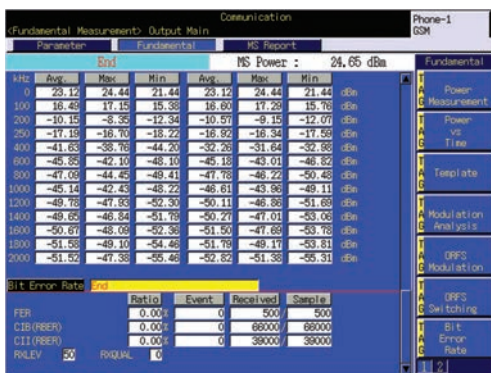 Communication
<Fundamental Measurement> Output Main
Phone-1
GSM
Parameter Fundamental MS Report
End MS Power : 24.65 dBm
Fundamental
kHz Avg. Max Min Avg. Max Min
0 23.12 24.44 21.44 23.12 24.44 21.44 dBm
100 16.49 17.15 15.38 16.60 17.29 15.76 dBm
200 -10.15 -8.35 -12.34 -10.57 -9.15 -12.07 dBm
250 -17.19 -16.70 -18.22 -16.92 -16.34 -17.59 dBm
400 -41.63 -38.76 -44.20 -32.26 -31.64 -32.98 dBm
600 -45.85 -42.10 -48.10 -45.18 -43.01 -46.82 dBm
800 -47.09 -44.45 -49.41 -47.78 -46.22 -50.48 dBm
1000 -45.14 -42.43 -48.22 -46.61 -43.96 -49.11 dBm
1200 -49.78 -47.93 -52.30 -50.11 -46.86 -51.69 dBm
1400 -49.65 -46.84 -51.79 -50.27 -47.01 -53.06 dBm
1600 -50.67 -48.09 -52.36 -51.50 -47.69 -53.78 dBm
1800 -51.58 -49.10 -54.46 -51.79 -49.17 -53.81 dBm
2000 -51.52 -47.38 -55.46 -52.82 -51.38 -55.31 dBm
Bit Error Rate End
Ratio Event Received Sample
FER 0.00% 0 500/ 500
CIB(RBER) 0.00% 0 66000/ 66000
CII(RBER) 0.00% 0 39000/ 39000
RXLEV 50 RXQUAL 0
TAG Power Measurement
TAG Power vs Time
TAG Template
TAG Modulation Analysis
TAG ORFS Modulation
TAG ORFS Switching
TAG Bit Error Rate
1 2